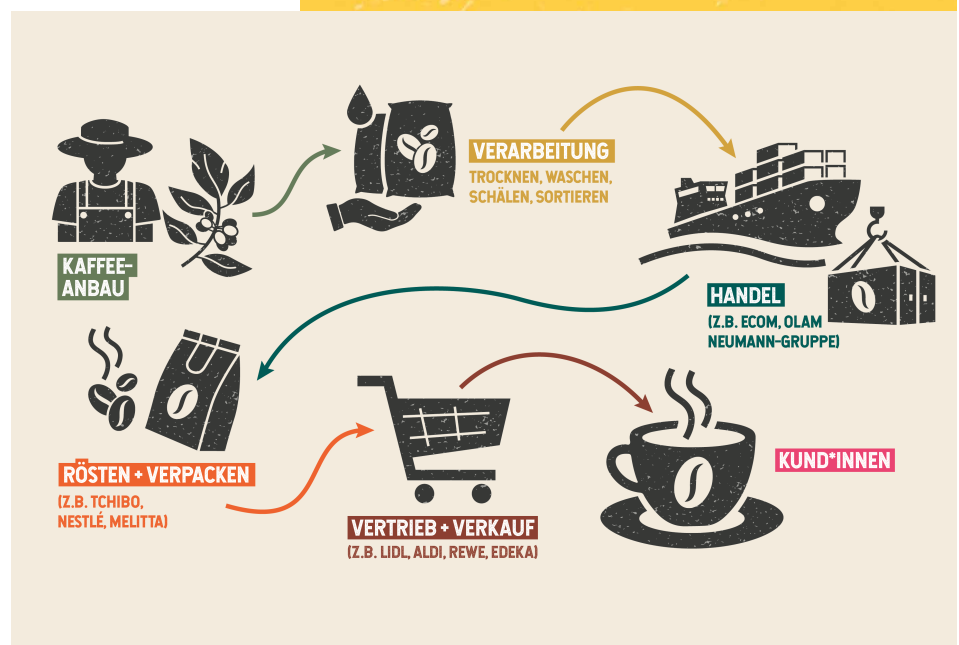 KAFFEE-
ANBAU
VERARBEITUNG
TROCKNEN, WASCHEN,
SCHÄLEN, SORTIEREN
HANDEL
(Z.B. ECOM, OLAM
NEUMANN-GRUPPE)
RÖSTEN + VERPACKEN
(Z.B. TCHIBO,
NESTLÉ, MELITTA)
VERTRIEB + VERKAUF
(Z.B. LIDL, ALDI, REWE, EDEKA)
KUND*INNEN